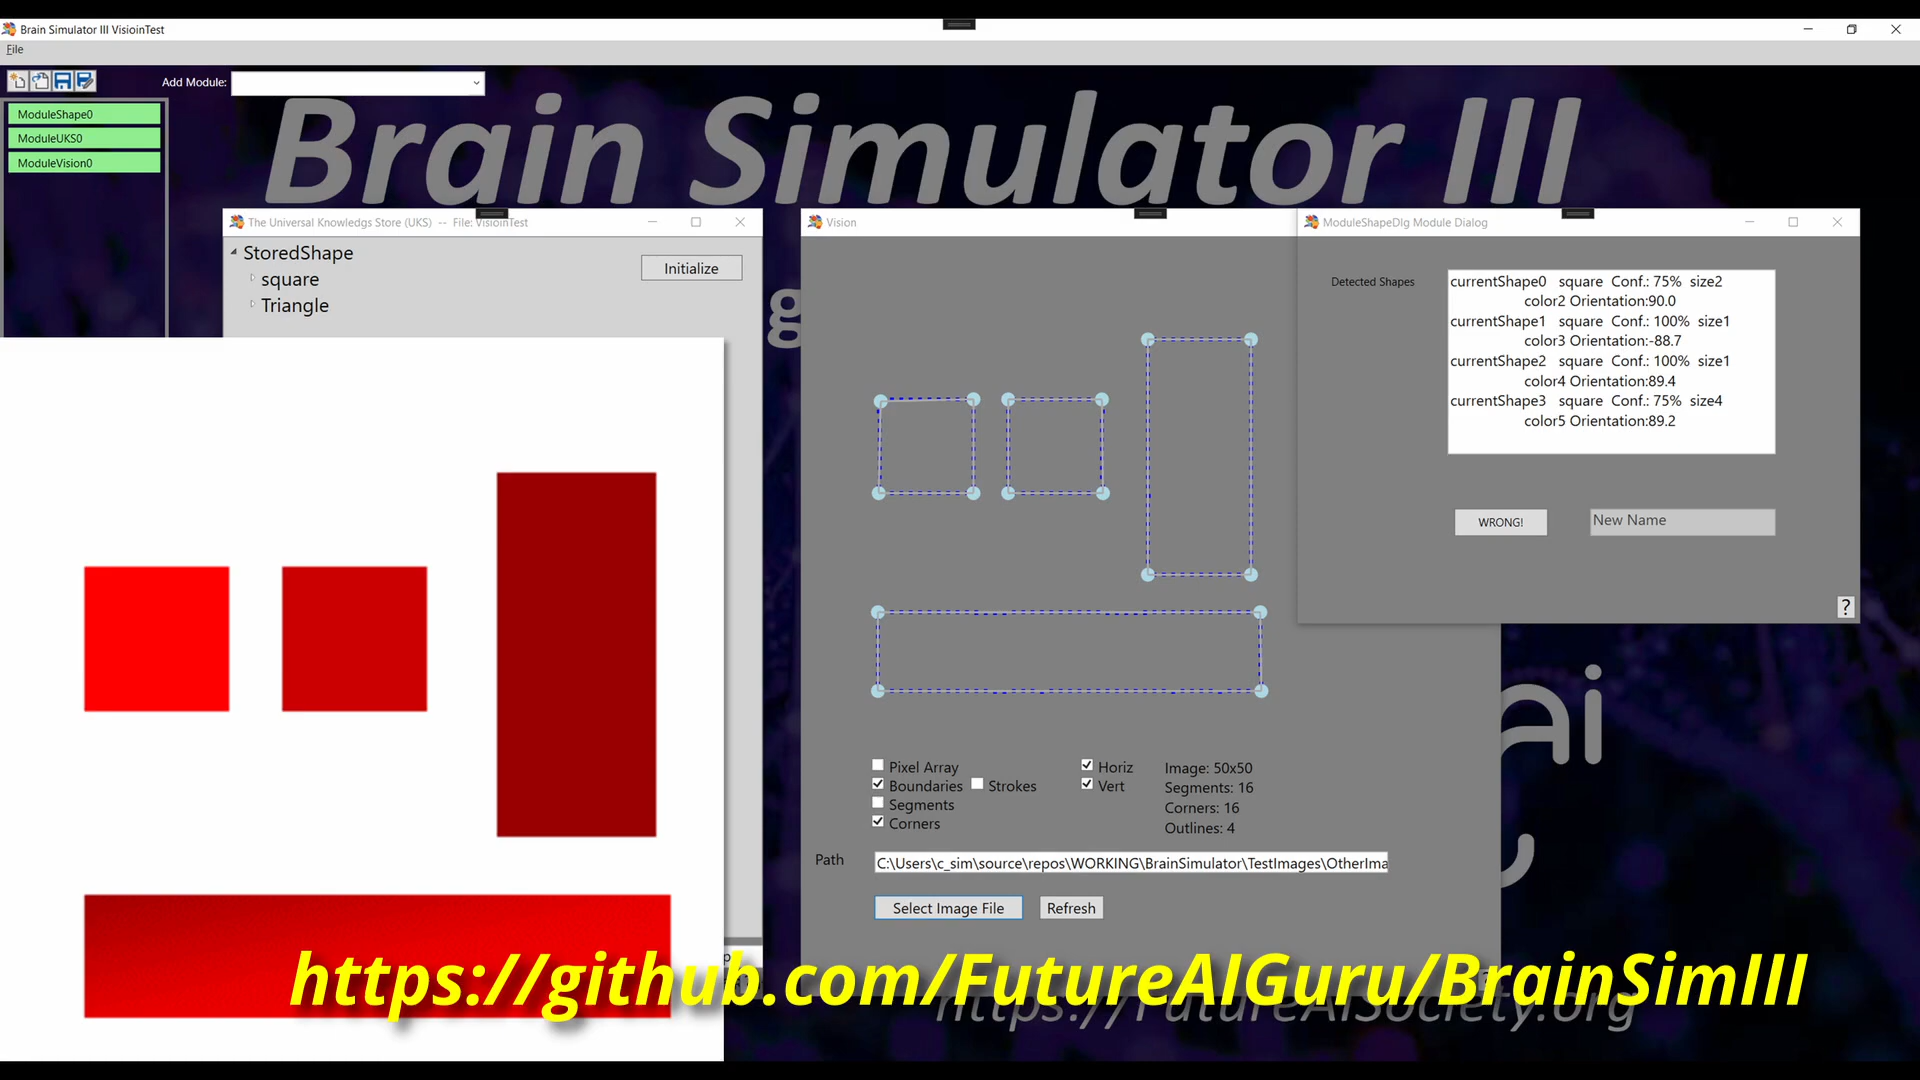 Brain Simulator III VisioinTest
File
Add Module:
ModuleShape0
ModuleUKS0
ModuleVision0
Brain Simulator III
The Universal Knowledgs Store (UKS) -- File: VisioinTest
StoredShape
square
Triangle
Initialize
Vision
Pixel Array
Boundaries
Strokes
Segments
Corners
Horiz
Vert
Image: 50x50
Segments: 16
Corners: 16
Outlines: 4
Path
C:\Users\c_sim\source\repos\WORKING\BrainSimulator\TestImages\OtherIma
Select Image File
Refresh
ModuleShapeDlg Module Dialog
Detected Shapes
currentShape0 square Conf.: 75% size2
color2 Orientation:90.0
currentShape1 square Conf.: 100% size1
color3 Orientation:-88.7
currentShape2 square Conf.: 100% size1
color4 Orientation:89.4
currentShape3 square Conf.: 75% size4
color5 Orientation:89.2
WRONG!
New Name
?
https://github.com/FutureAIGuru/BrainSimIII
https://FutureAISociety.org